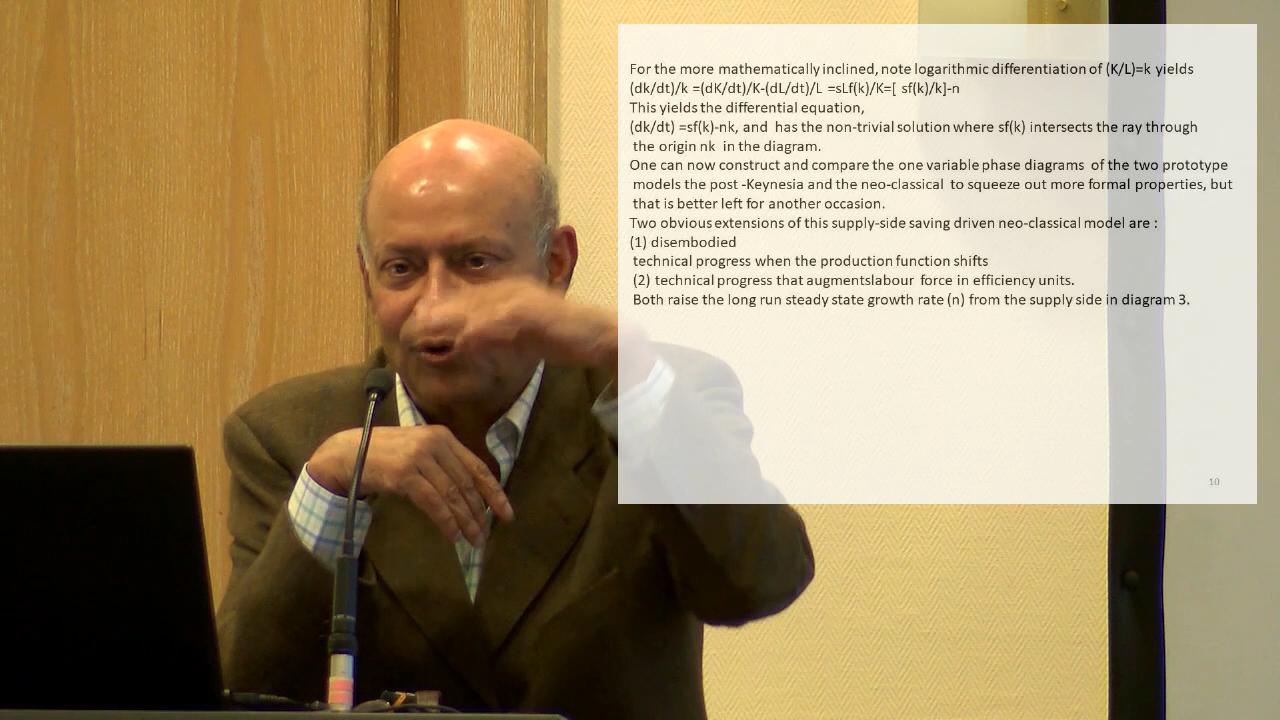 For the more mathematically inclined, note logarithmic differentiation of (K/L)=k yields
(dk/dt)/k =(dK/dt)/K-(dL/dt)/L =sLf(k)/K=[ sf(k)/k]-n
This yields the differential equation,
(dk/dt) =sf(k)-nk, and has the non-trivial solution where sf(k) intersects the ray through
the origin nk in the diagram.
One can now construct and compare the one variable phase diagrams of the two prototype
models the post -Keynesia and the neo-classical to squeeze out more formal properties, but
that is better left for another occasion.
Two obvious extensions of this supply-side saving driven neo-classical model are :
(1) disembodied
technical progress when the production function shifts
(2) technical progress that augmentslabour force in efficiency units.
Both raise the long run steady state growth rate (n) from the supply side in diagram 3.
10